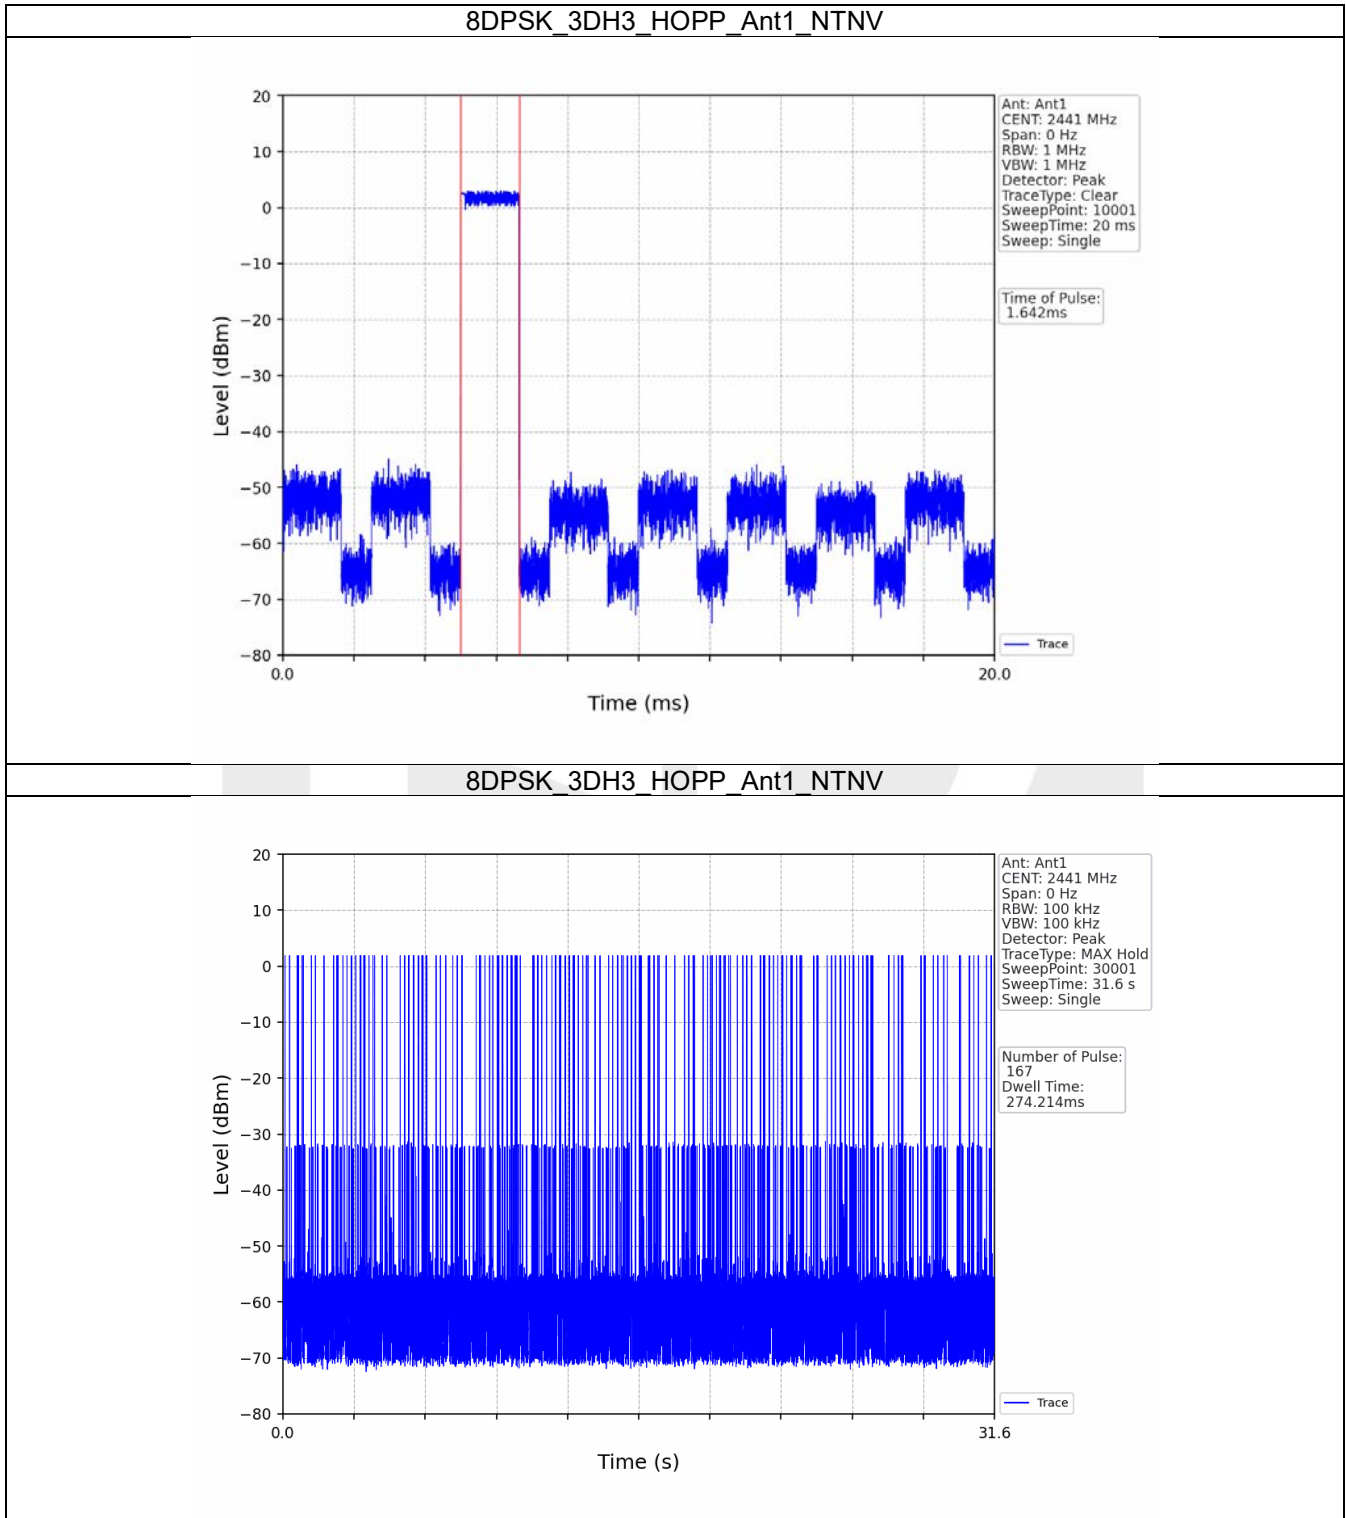 8DPSK_3DH3_HOPP_Ant1_NTNV
20
10
0
−10
−20
−30
−40
−50
−60
−70
−80
Level (dBm)
0.0
20.0
Time (ms)
Ant: Ant1
CENT: 2441 MHz
Span: 0 Hz
RBW: 1 MHz
VBW: 1 MHz
Detector: Peak
TraceType: Clear
SweepPoint: 10001
SweepTime: 20 ms
Sweep: Single
Time of Pulse:
1.642ms
Trace
8DPSK_3DH3_HOPP_Ant1_NTNV
20
10
0
−10
−20
−30
−40
−50
−60
−70
−80
Level (dBm)
0.0
31.6
Time (s)
Ant: Ant1
CENT: 2441 MHz
Span: 0 Hz
RBW: 100 kHz
VBW: 100 kHz
Detector: Peak
TraceType: MAX Hold
SweepPoint: 30001
SweepTime: 31.6 s
Sweep: Single
Number of Pulse:
167
Dwell Time:
274.214ms
Trace